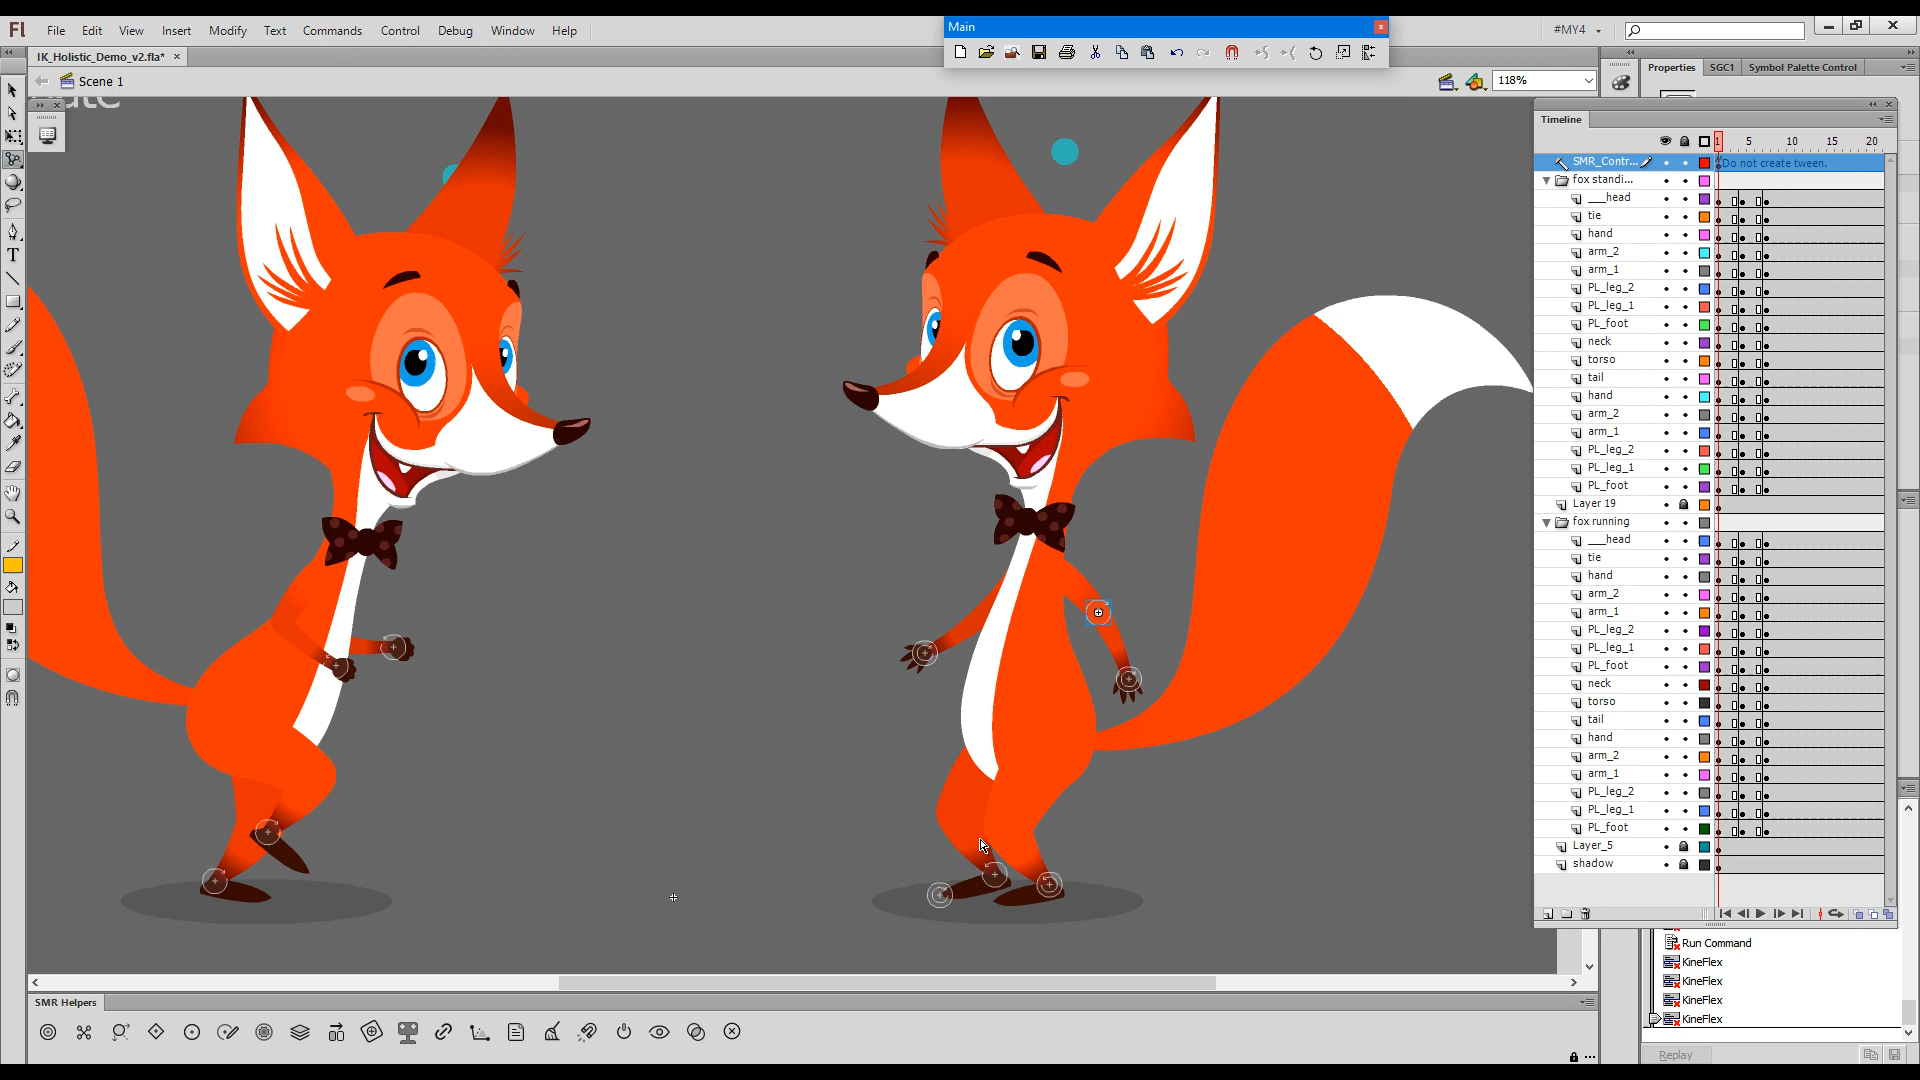 Fl File Edit View Insert Modify Text Commands Control Debug Window Help
Main
#MY4
IK_Holistic_Demo_v2.fla*
Scene 1
118%
Properties SGC1 Symbol Palette Control
Timeline
1 5 10 15 20
SMR_Contr... Do not create tween.
fox standi...
___head
tie
hand
arm_2
arm_1
PL_leg_2
PL_leg_1
PL_foot
neck
torso
tail
hand
arm_2
arm_1
PL_leg_2
PL_leg_1
PL_foot
Layer 19
fox running
___head
tie
hand
arm_2
arm_1
PL_leg_2
PL_leg_1
PL_foot
neck
torso
tail
hand
arm_2
arm_1
PL_leg_2
PL_leg_1
PL_foot
Layer_5
shadow
Run Command
KineFlex
KineFlex
KineFlex
KineFlex
Replay
SMR Helpers